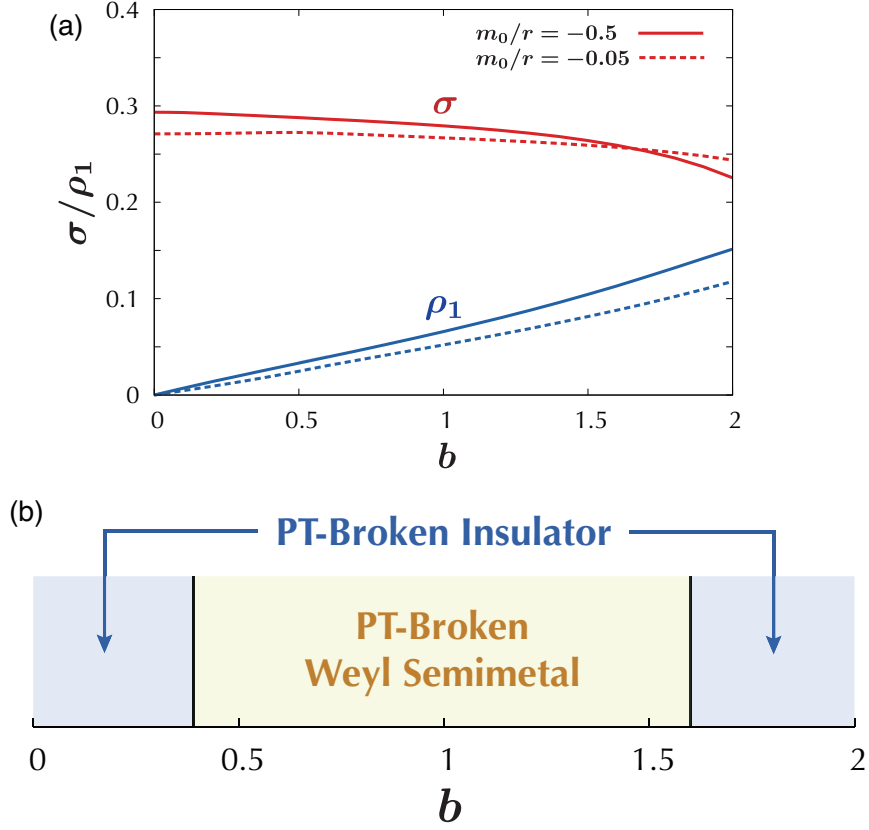 (a)
0.4
0.3
0.2
0.1
0
σ/ρ₁
m₀/r = −0.5
m₀/r = −0.05
σ
ρ₁
0 0.5 1 1.5 2
b
(b)
PT-Broken Insulator
PT-Broken
Weyl Semimetal
0 0.5 1 1.5 2
b